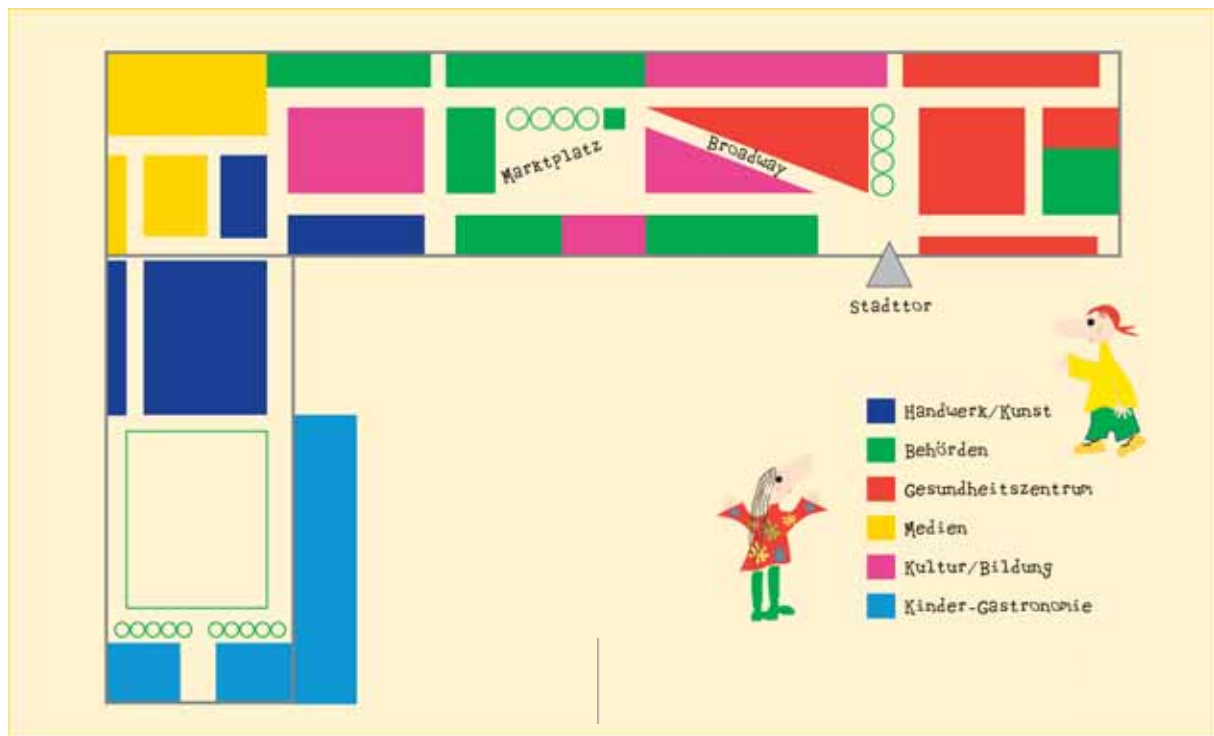 Marktplatz
Broadway
Stadttor
Handwerk/Kunst
Behörden
Gesundheitszentrum
Medien
Kultur/Bildung
Kinder-Gastronomie